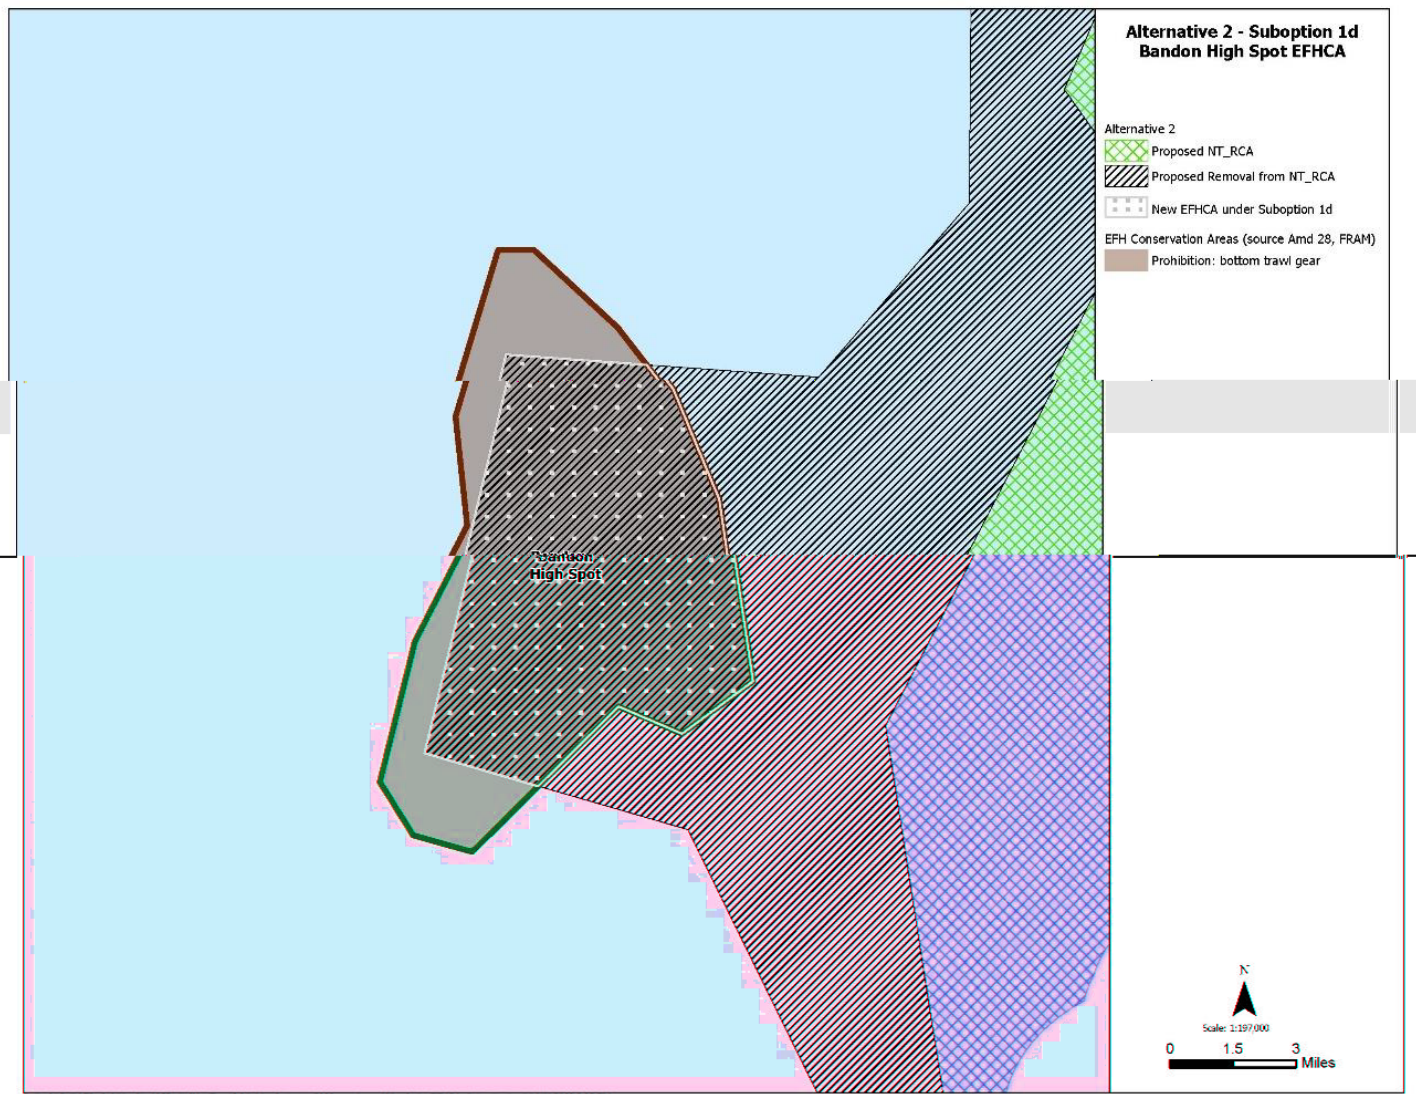 Alternative 2 - Suboption 1d
Bandon High Spot EFHCA
Alternative 2
Proposed NT_RCA
Proposed Removal from NT_RCA
New EFHCA under Suboption 1d
EFH Conservation Areas (source Amd 28, FRAM)
Prohibition: bottom trawl gear
Bandon
High Spot
N
Scale: 1:197,000
0 1.5 3
Miles